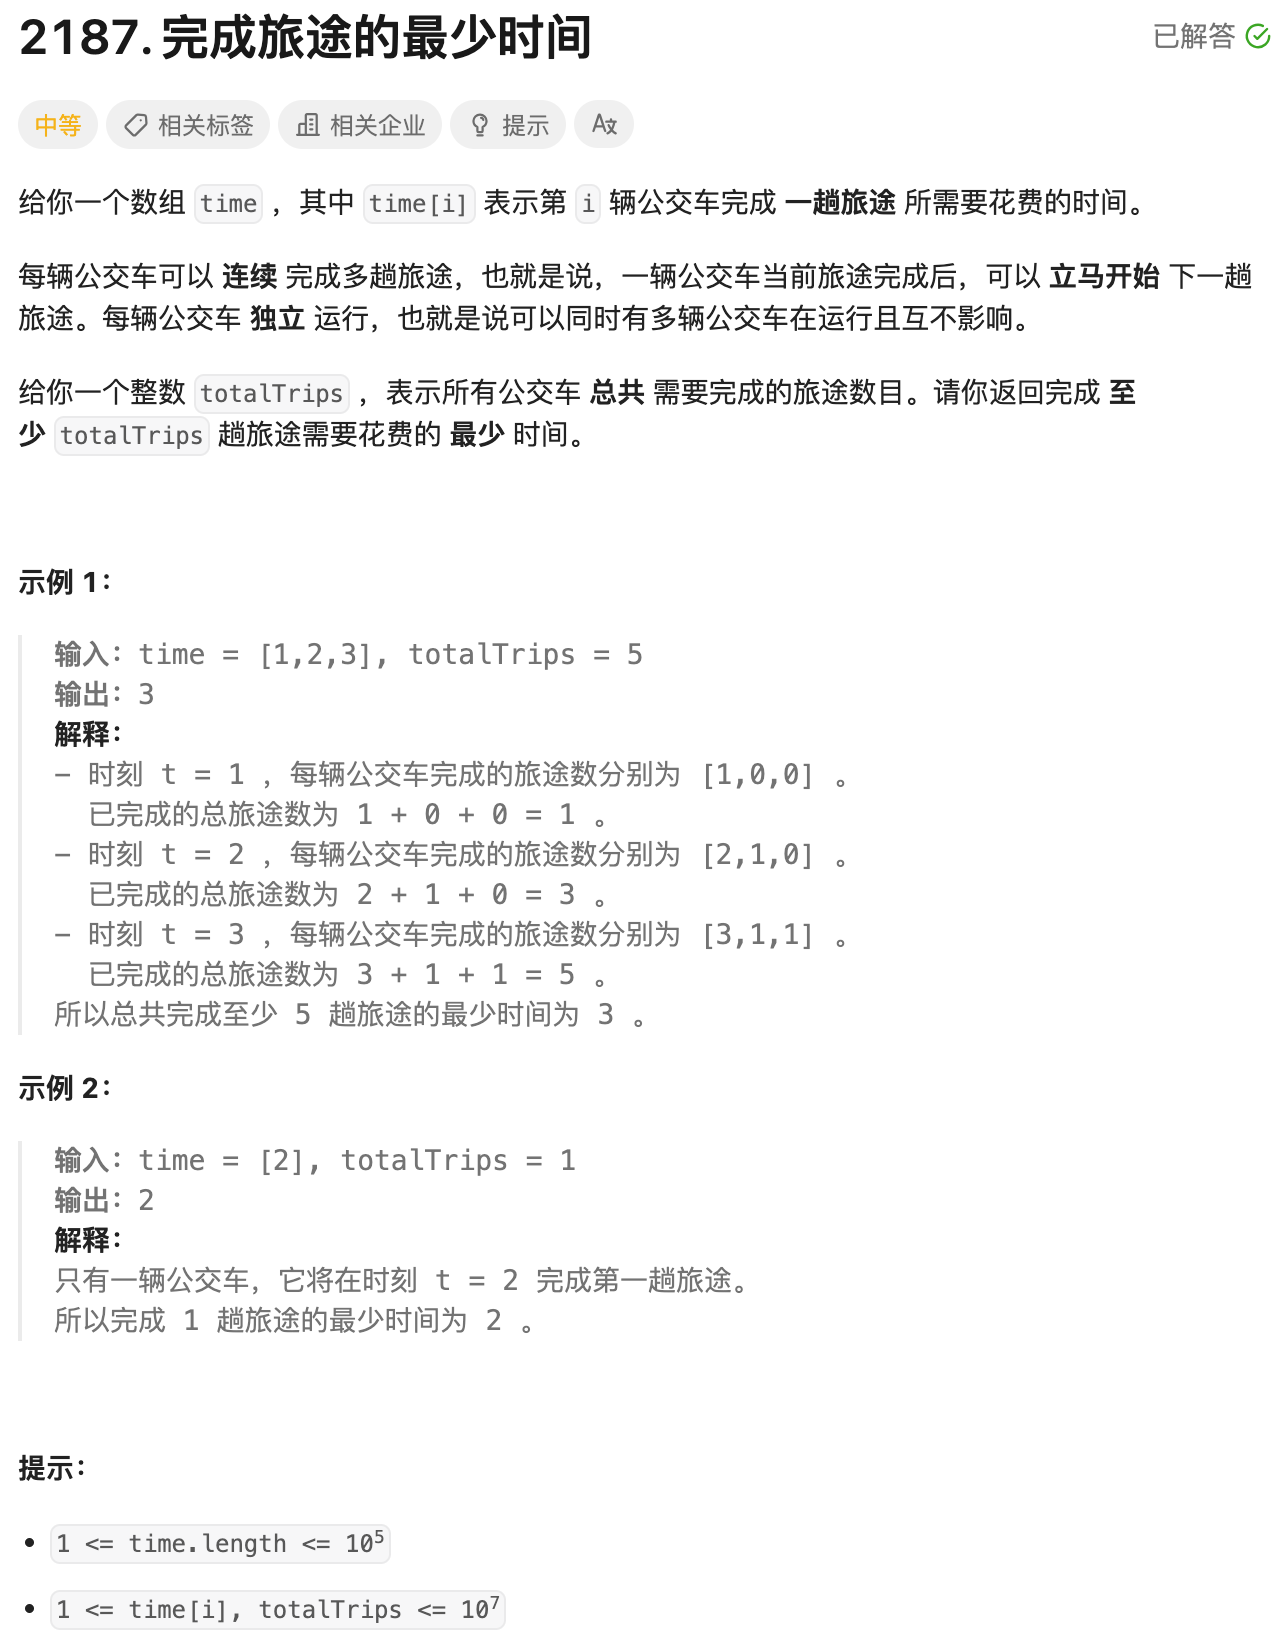 2187. 完成旅途的最少时间
已解答
中等 相关标签 相关企业 提示 A文
给你一个数组 time ，其中 time[i] 表示第 i 辆公交车完成 一趟旅途 所需要花费的时间。
每辆公交车可以 连续 完成多趟旅途，也就是说，一辆公交车当前旅途完成后，可以 立马开始 下一趟
旅途。每辆公交车 独立 运行，也就是说可以同时有多辆公交车在运行且互不影响。
给你一个整数 totalTrips ，表示所有公交车 总共 需要完成的旅途数目。请你返回完成 至
少 totalTrips 趟旅途需要花费的 最少 时间。
示例 1：
输入：time = [1,2,3], totalTrips = 5
输出：3
解释：
- 时刻 t = 1 ，每辆公交车完成的旅途数分别为 [1,0,0] 。
已完成的总旅途数为 1 + 0 + 0 = 1 。
- 时刻 t = 2 ，每辆公交车完成的旅途数分别为 [2,1,0] 。
已完成的总旅途数为 2 + 1 + 0 = 3 。
- 时刻 t = 3 ，每辆公交车完成的旅途数分别为 [3,1,1] 。
已完成的总旅途数为 3 + 1 + 1 = 5 。
所以总共完成至少 5 趟旅途的最少时间为 3 。
示例 2：
输入：time = [2], totalTrips = 1
输出：2
解释：
只有一辆公交车，它将在时刻 t = 2 完成第一趟旅途。
所以完成 1 趟旅途的最少时间为 2 。
提示：
• 1 <= time.length <= 10⁵
• 1 <= time[i], totalTrips <= 10⁷